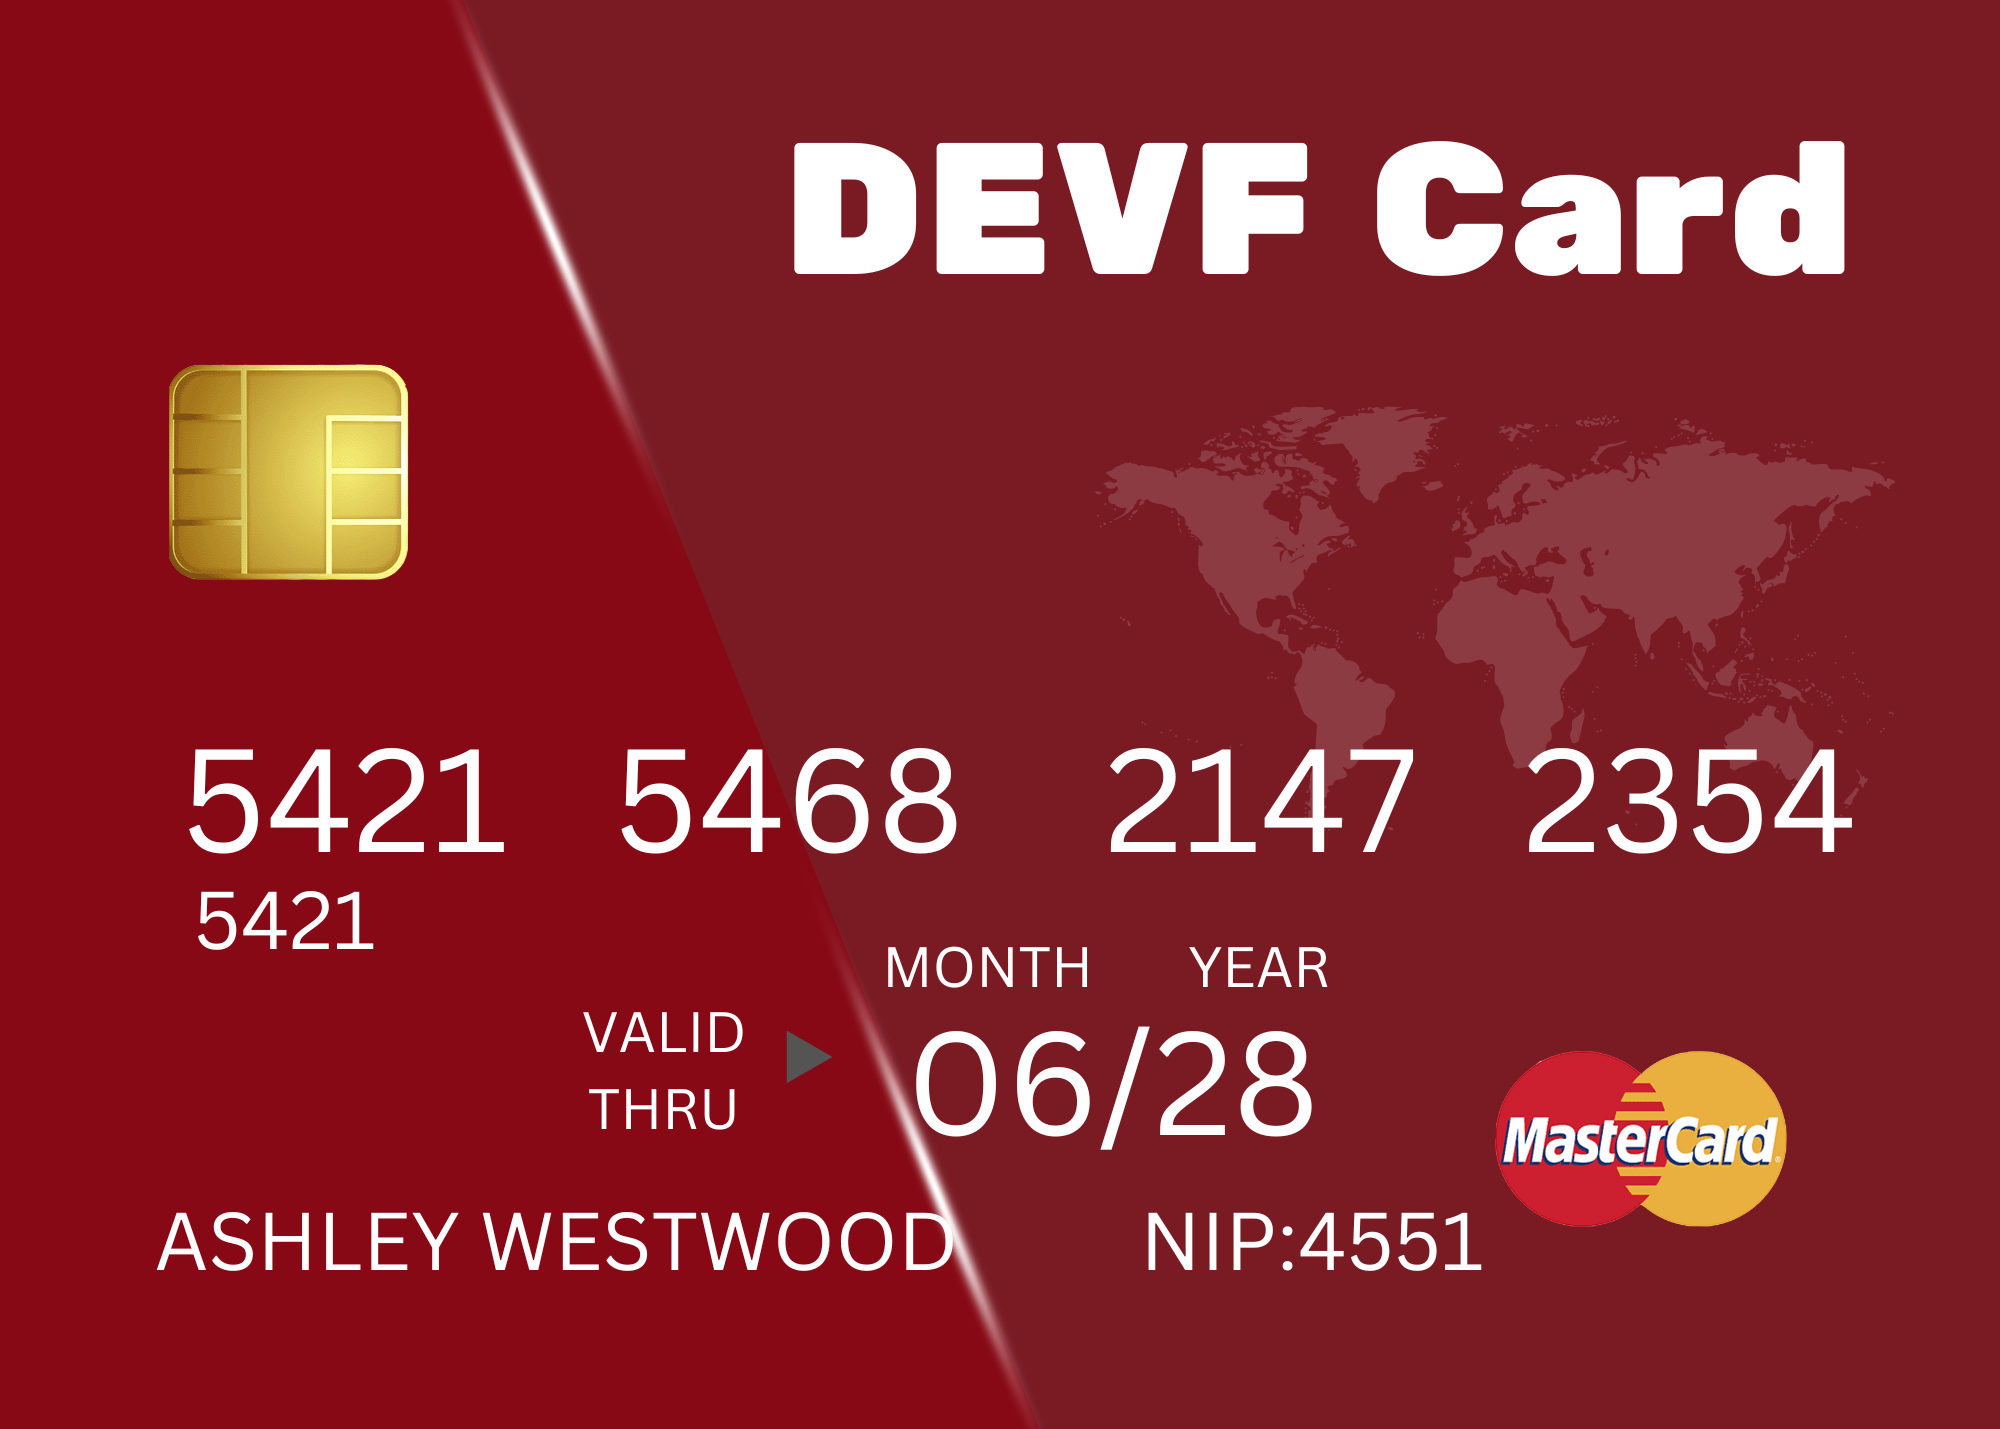 DEVF Card
5421 5468 2147 2354
5421
MONTH YEAR
VALID
THRU
06/28
MasterCard
ASHLEY WESTWOOD
NIP:4551